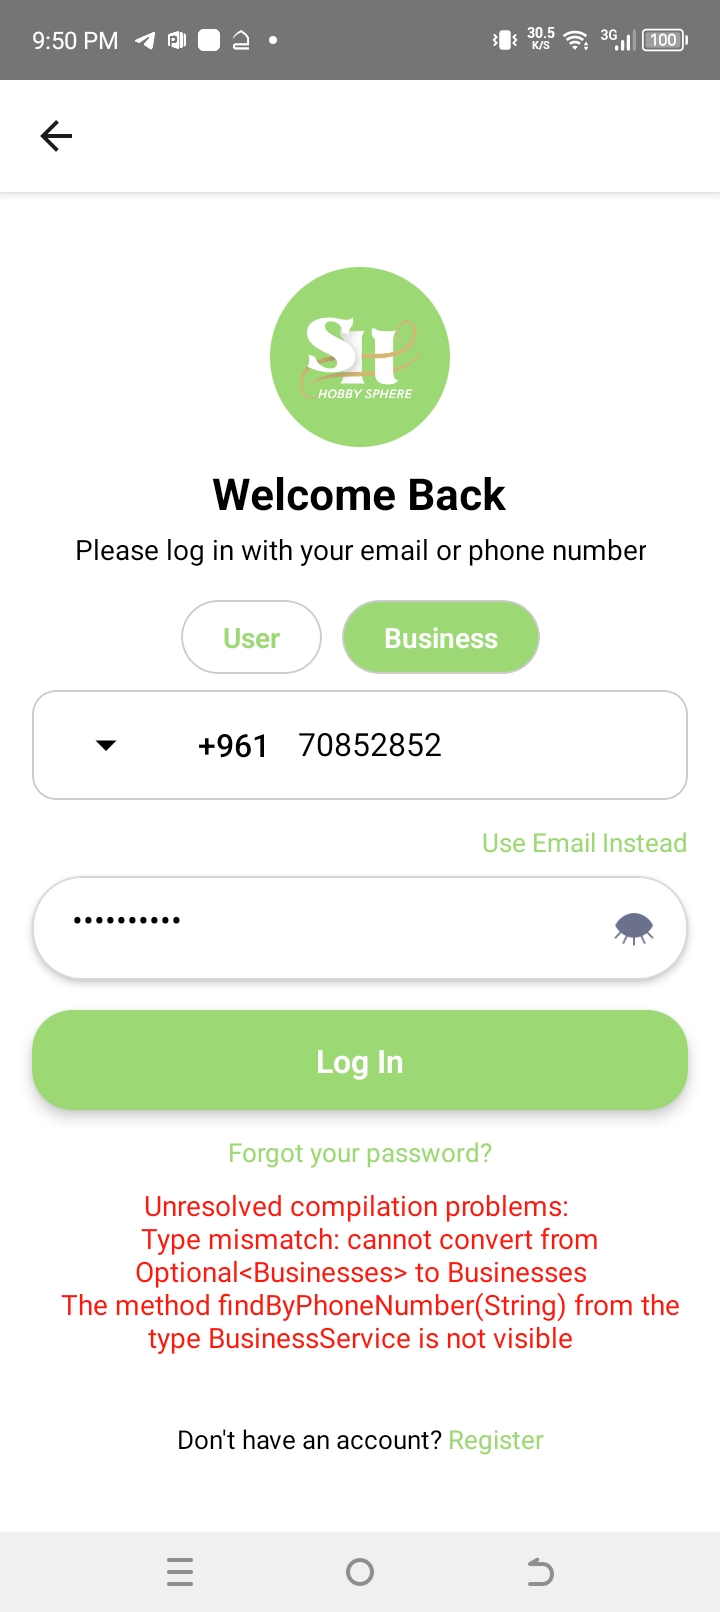 9:50 PM 30.5 K/S 3G 100
SH
HOBBY SPHERE
Welcome Back
Please log in with your email or phone number
User Business
+961 70852852
Use Email Instead
••••••••••
Log In
Forgot your password?
Unresolved compilation problems:
Type mismatch: cannot convert from
Optional<Businesses> to Businesses
The method findByPhoneNumber(String) from the
type BusinessService is not visible
Don't have an account? Register